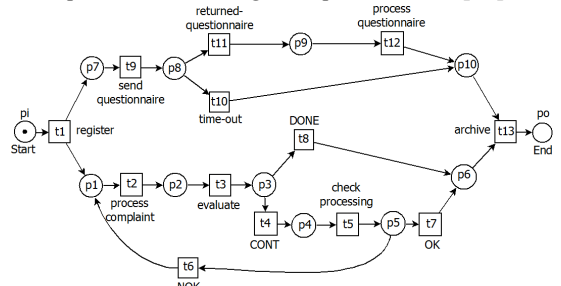 returned-
questionnaire
process
questionnaire
t11
p9
t12
p7
t9
p8
p10
send
questionnaire
t10
time-out
pi
Start
t1
register
DONE
t8
archive
t13
po
End
p1
t2
p2
t3
p3
p6
process
complaint
evaluate
check
processing
t4
CONT
p4
t5
p5
t7
OK
t6
NOK